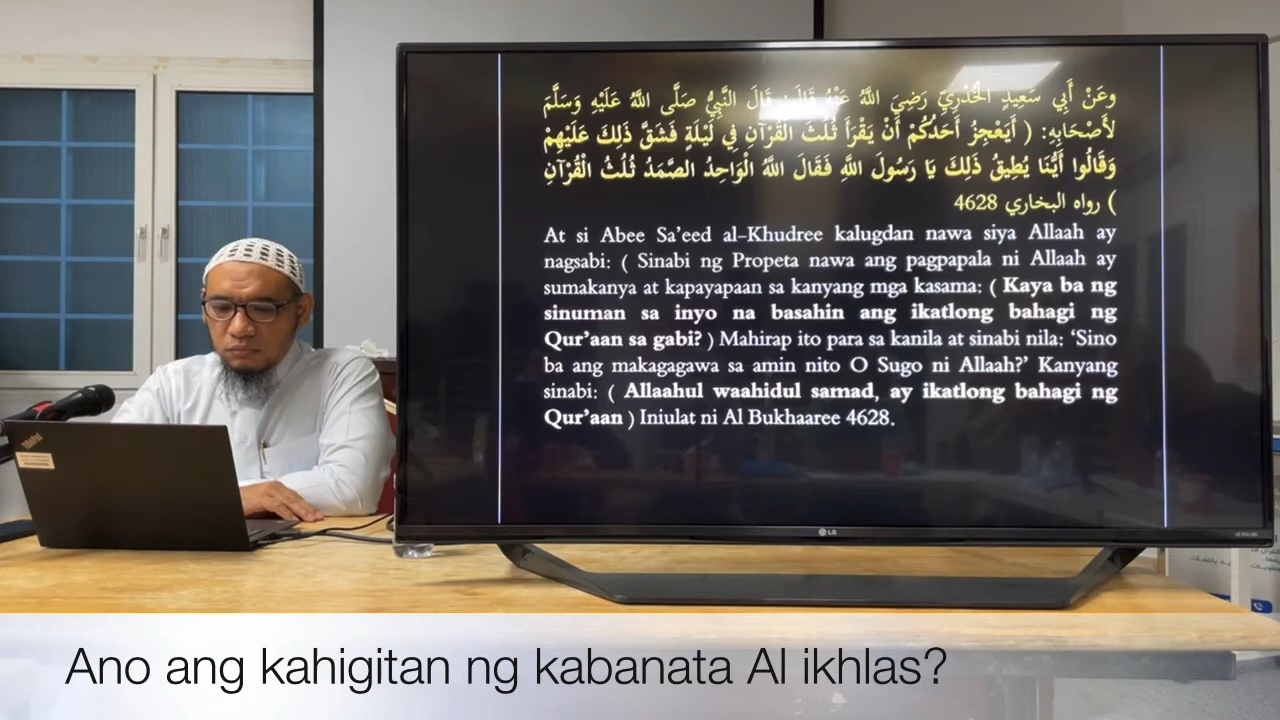 وعَنْ أَبِي سَعِيدٍ الْخُدْرِيِّ رَضِيَ اللَّهُ عَنْهُ قَالَ: قَالَ النَّبِيُّ صَلَّى اللَّهُ عَلَيْهِ وَسَلَّمَ
لأَصْحَابِهِ: ( أَيَعْجِزُ أَحَدُكُمْ أَنْ يَقْرَأَ ثُلُثَ الْقُرْآنِ فِي لَيْلَةٍ فَشَقَّ ذَلِكَ عَلَيْهِمْ
وَقَالُوا أَيُّنَا يُطِيقُ ذَلِكَ يَا رَسُولَ اللَّهِ فَقَالَ اللَّهُ الْوَاحِدُ الصَّمَدُ ثُلُثُ الْقُرْآنِ
) رواه البخاري 4628
At si Abee Sa’eed al-Khudree kalugdan nawa siya Allaah ay
nagsabi: ( Sinabi ng Propeta nawa ang pagpapala ni Allaah ay
sumakanya at kapayapaan sa kanyang mga kasama: ( Kaya ba ng
sinuman sa inyo na basahin ang ikatlong bahagi ng
Qur’aan sa gabi? ) Mahirap ito para sa kanila at sinabi nila: ‘Sino
ba ang makagagawa sa amin nito O Sugo ni Allaah?’ Kanyang
sinabi: ( Allaahul waahidul samad, ay ikatlong bahagi ng
Qur’aan ) Iniulat ni Al Bukhaaree 4628.
LG
ThinkPad
Ano ang kahigitan ng kabanata Al ikhlas?